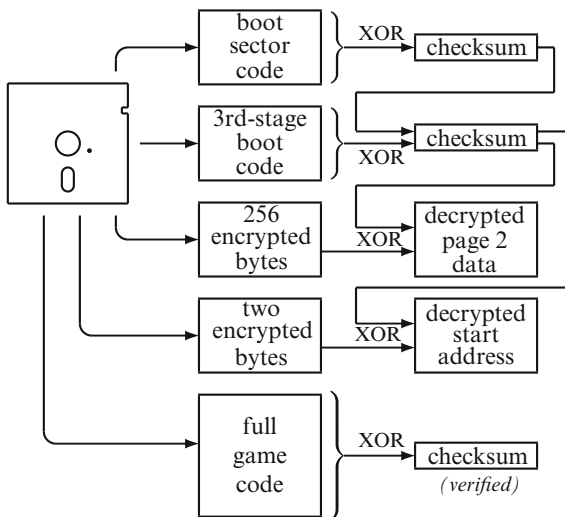 boot
sector
code
XOR
checksum
3rd-stage
boot
code
XOR
checksum
256
encrypted
bytes
XOR
decrypted
page 2
data
two
encrypted
bytes
XOR
decrypted
start
address
full
game
code
XOR
checksum
(verified)